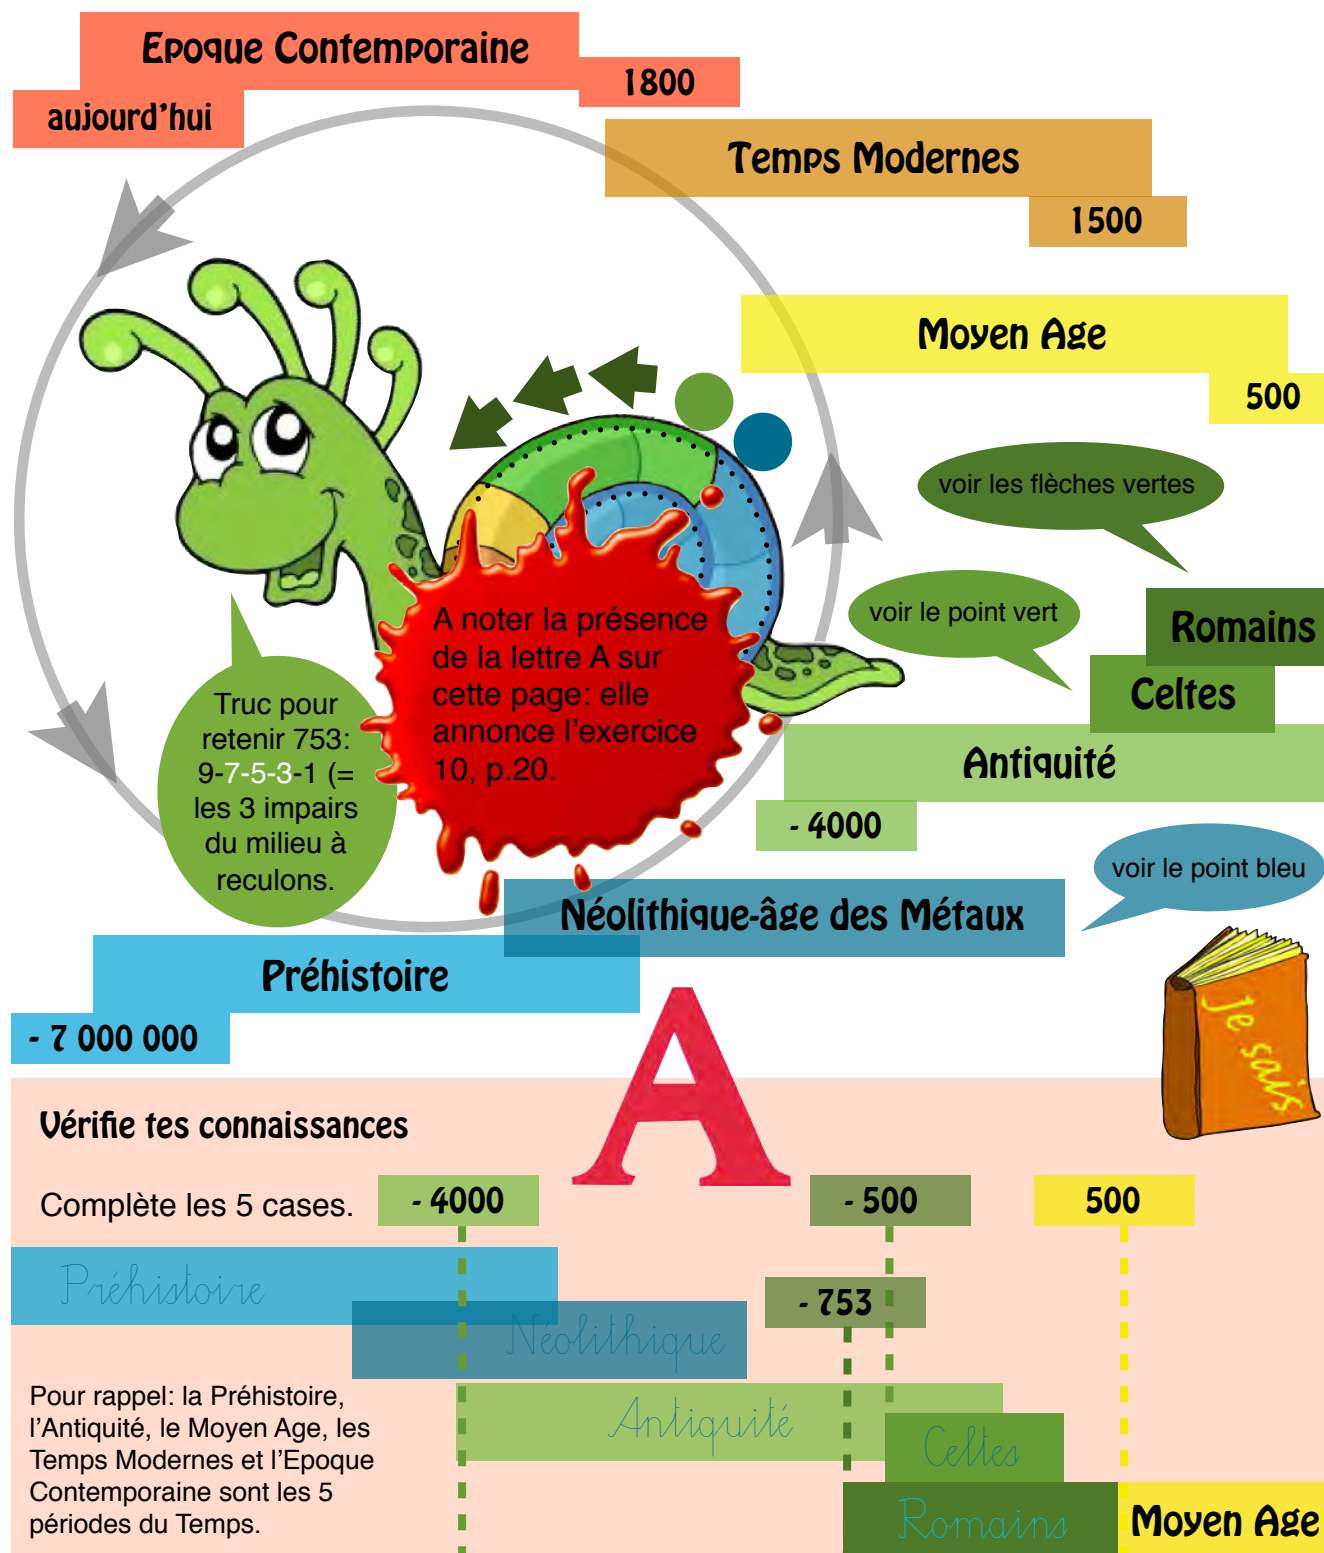 Epoque Contemporaine
1800
aujourd'hui
Temps Modernes
1500
Moyen Age
500
voir les flèches vertes
voir le point vert
Romains
Celtes
Antiquité
- 4000
A noter la présence
de la lettre A sur
cette page: elle
annonce l'exercice
10, p.20.
Truc pour
retenir 753:
9-7-5-3-1 (=
les 3 impairs
du milieu à
reculons.
voir le point bleu
Néolithique-âge des Métaux
Préhistoire
- 7 000 000
je sais
A
Vérifie tes connaissances
Complète les 5 cases.
- 4000
- 500
500
Préhistoire
- 753
Néolithique
Pour rappel: la Préhistoire,
l'Antiquité, le Moyen Age, les
Temps Modernes et l'Epoque
Contemporaine sont les 5
périodes du Temps.
Antiquité
Celtes
Romains
Moyen Age